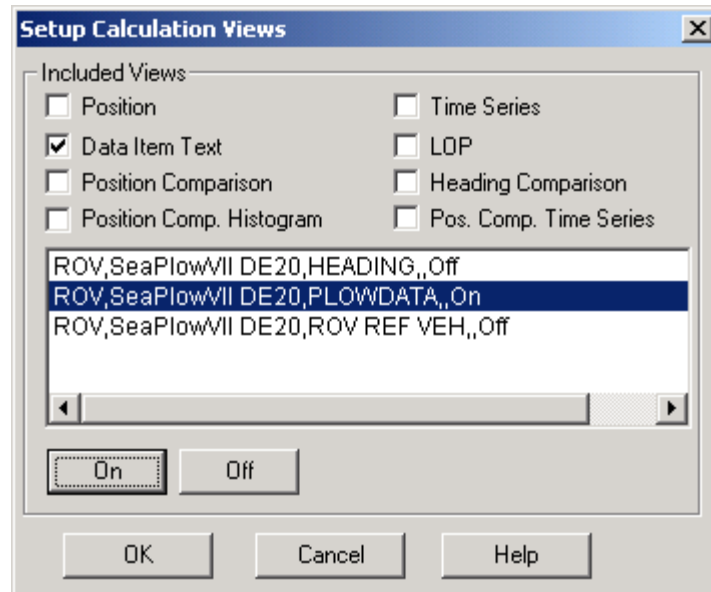 Setup Calculation Views
Included Views
Position
Time Series
Data Item Text
LOP
Position Comparison
Heading Comparison
Position Comp. Histogram
Pos. Comp. Time Series
ROV,SeaPlowVII DE20,HEADING,,Off
ROV,SeaPlowVII DE20,PLOWDATA,,On
ROV,SeaPlowVII DE20,ROV REF VEH,,Off
On
Off
OK
Cancel
Help